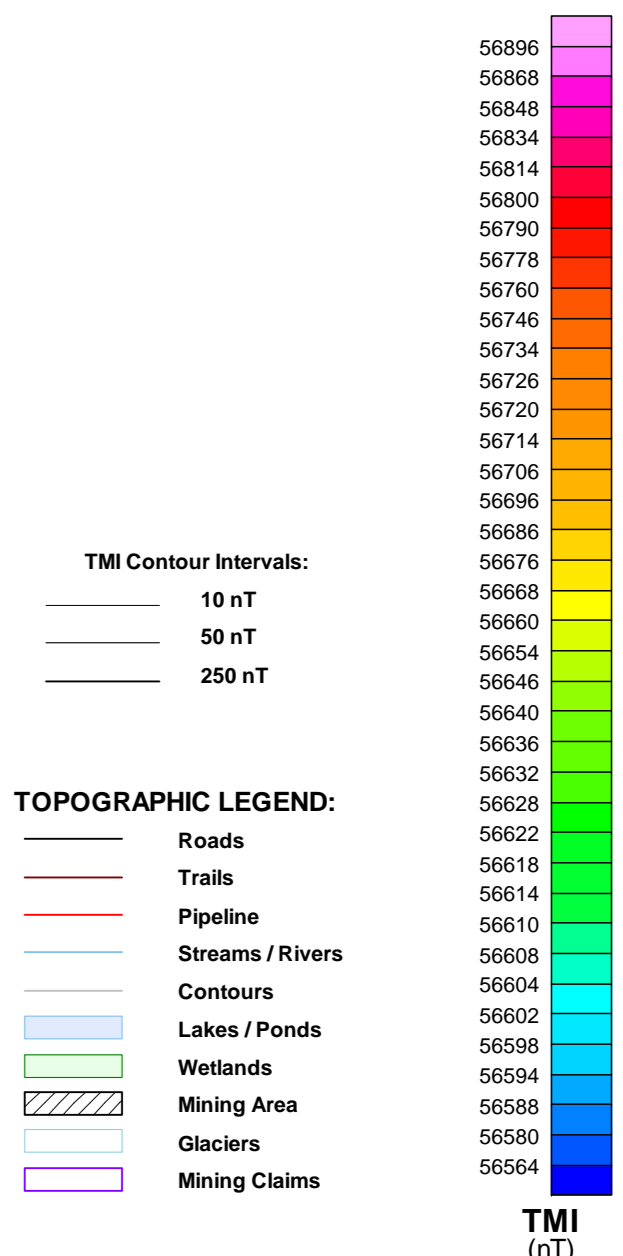 56896
56868
56848
56834
56814
56800
56790
56778
56760
56746
56734
56726
56720
56714
56706
56696
56686
56676
56668
56660
56654
56646
56640
56636
56632
56628
56622
56618
56614
56610
56608
56604
56602
56598
56594
56588
56580
56564
TMI
(nT)
TMI Contour Intervals:
10 nT
50 nT
250 nT
TOPOGRAPHIC LEGEND:
Roads
Trails
Pipeline
Streams / Rivers
Contours
Lakes / Ponds
Wetlands
Mining Area
Glaciers
Mining Claims